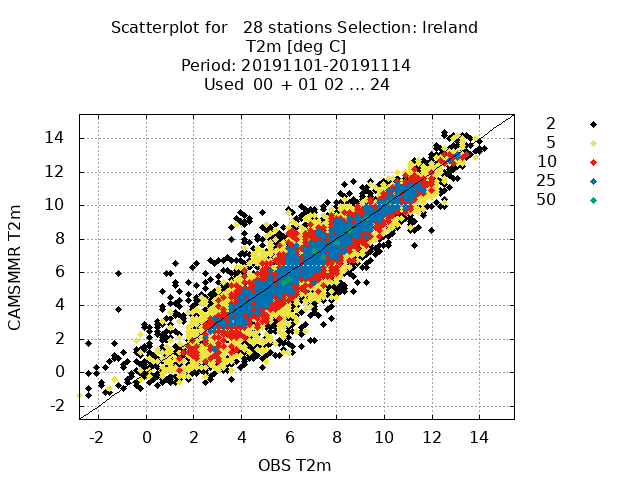 Scatterplot for 28 stations Selection: Ireland
T2m [deg C]
Period: 20191101-20191114
Used 00 + 01 02 ... 24
2
5
10
25
50
14
12
10
8
6
4
2
0
-2
CAMSMMR T2m
-2 0 2 4 6 8 10 12 14
OBS T2m